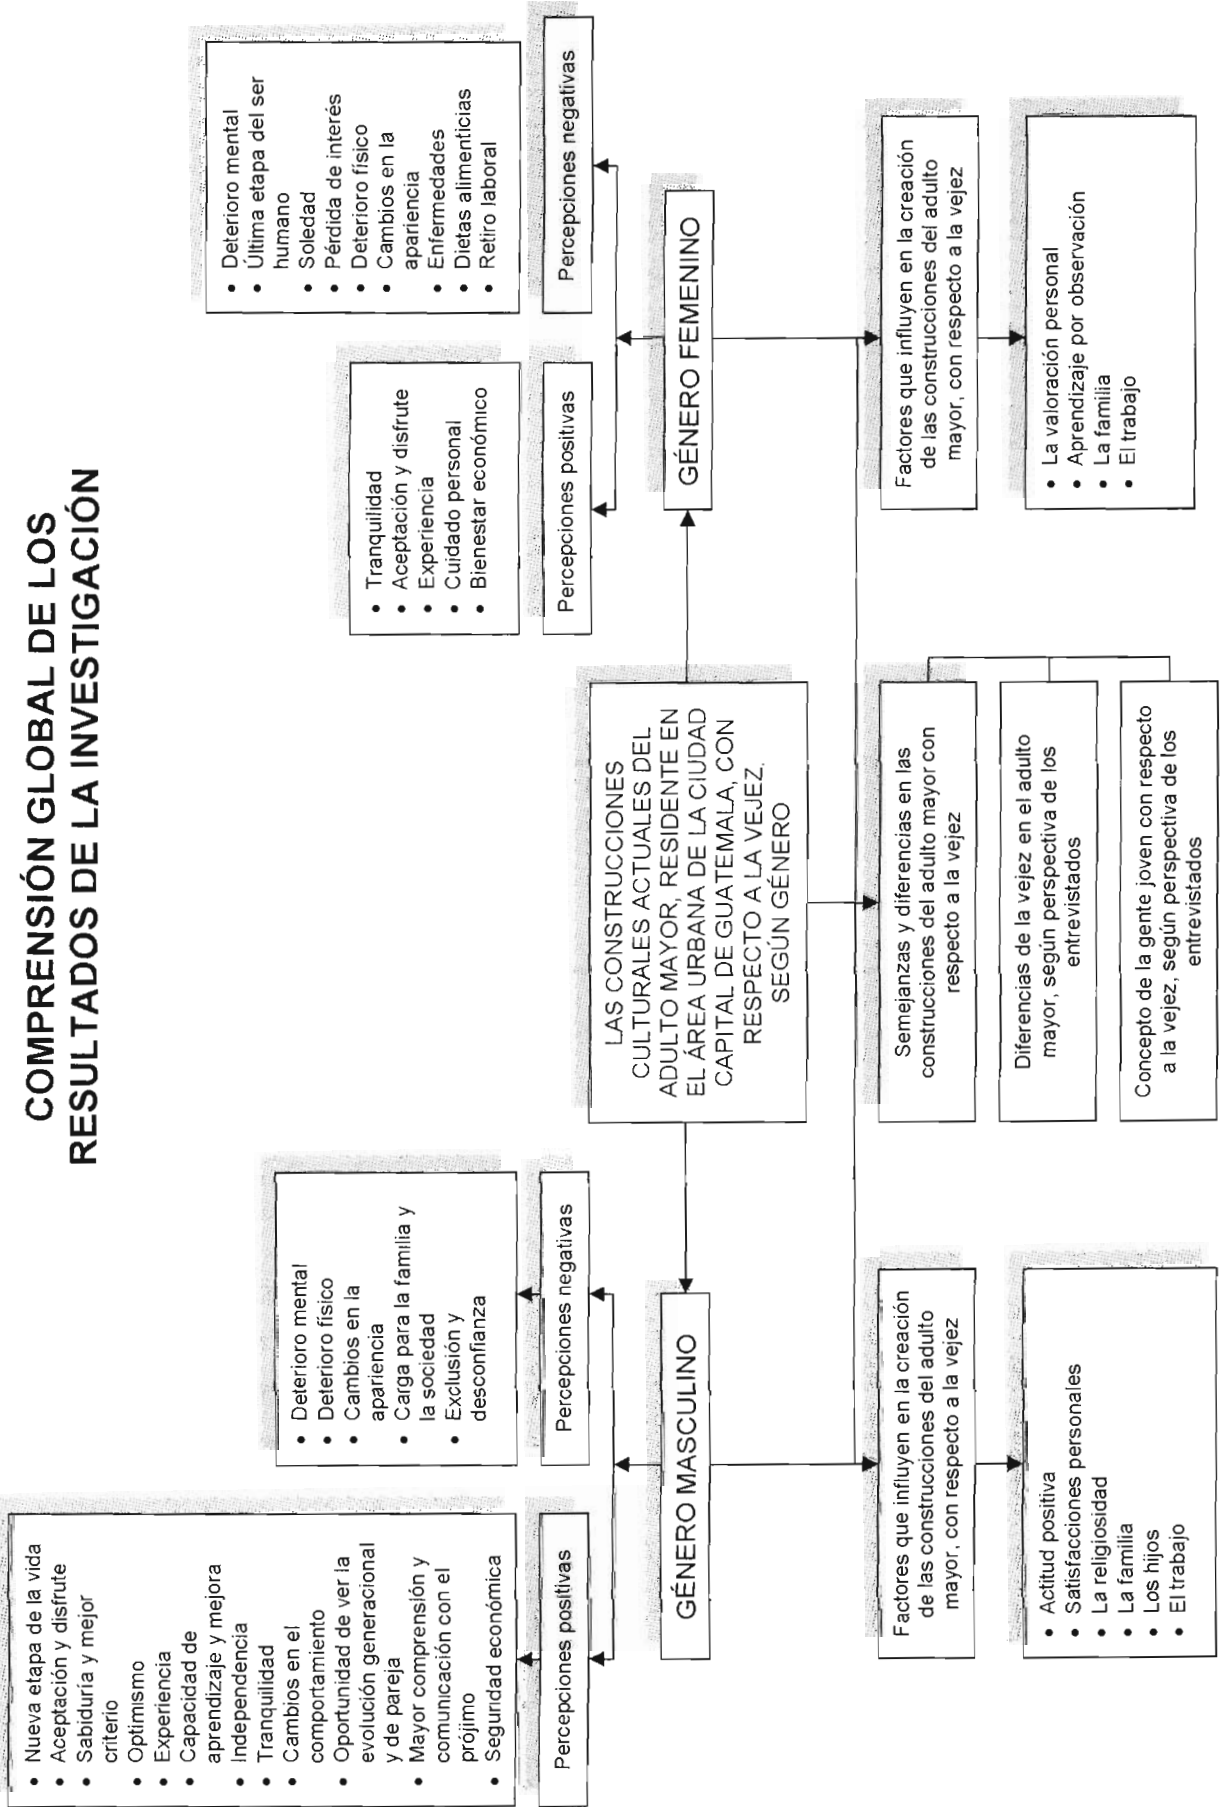 COMPRENSIÓN GLOBAL DE LOS
RESULTADOS DE LA INVESTIGACIÓN
• Nueva etapa de la vida
• Aceptación y disfrute
• Sabiduría y mejor
criterio
• Optimismo
• Experiencia
• Capacidad de
aprendizaje y mejora
• Independencia
• Tranquilidad
• Cambios en el
comportamiento
• Oportunidad de ver la
evolución generacional
y de pareja
• Mayor comprensión y
comunicación con el
prójimo
• Seguridad económica
Percepciones positivas
• Deterioro mental
• Deterioro físico
• Cambios en la
apariencia
• Carga para la familia y
la sociedad
• Exclusión y
desconfianza
Percepciones negativas
• Tranquilidad
• Aceptación y disfrute
• Experiencia
• Cuidado personal
• Bienestar económico
Percepciones positivas
• Deterioro mental
• Última etapa del ser
humano
• Soledad
• Pérdida de interés
• Deterioro físico
• Cambios en la
apariencia
• Enfermedades
• Dietas alimenticias
• Retiro laboral
Percepciones negativas
GÉNERO MASCULINO
LAS CONSTRUCCIONES
CULTURALES ACTUALES DEL
ADULTO MAYOR, RESIDENTE EN
EL ÁREA URBANA DE LA CIUDAD
CAPITAL DE GUATEMALA, CON
RESPECTO A LA VEJEZ.
SEGÚN GÉNERO
GÉNERO FEMENINO
Factores que influyen en la creación
de las construcciones del adulto
mayor, con respecto a la vejez
• Actitud positiva
• Satisfacciones personales
• La religiosidad
• La familia
• Los hijos
• El trabajo
Semejanzas y diferencias en las
construcciones del adulto mayor con
respecto a la vejez
Diferencias de la vejez en el adulto
mayor, según perspectiva de los
entrevistados
Concepto de la gente joven con respecto
a la vejez, según perspectiva de los
entrevistados
Factores que influyen en la creación
de las construcciones del adulto
mayor, con respecto a la vejez
• La valoración personal
• Aprendizaje por observación
• La familia
• El trabajo